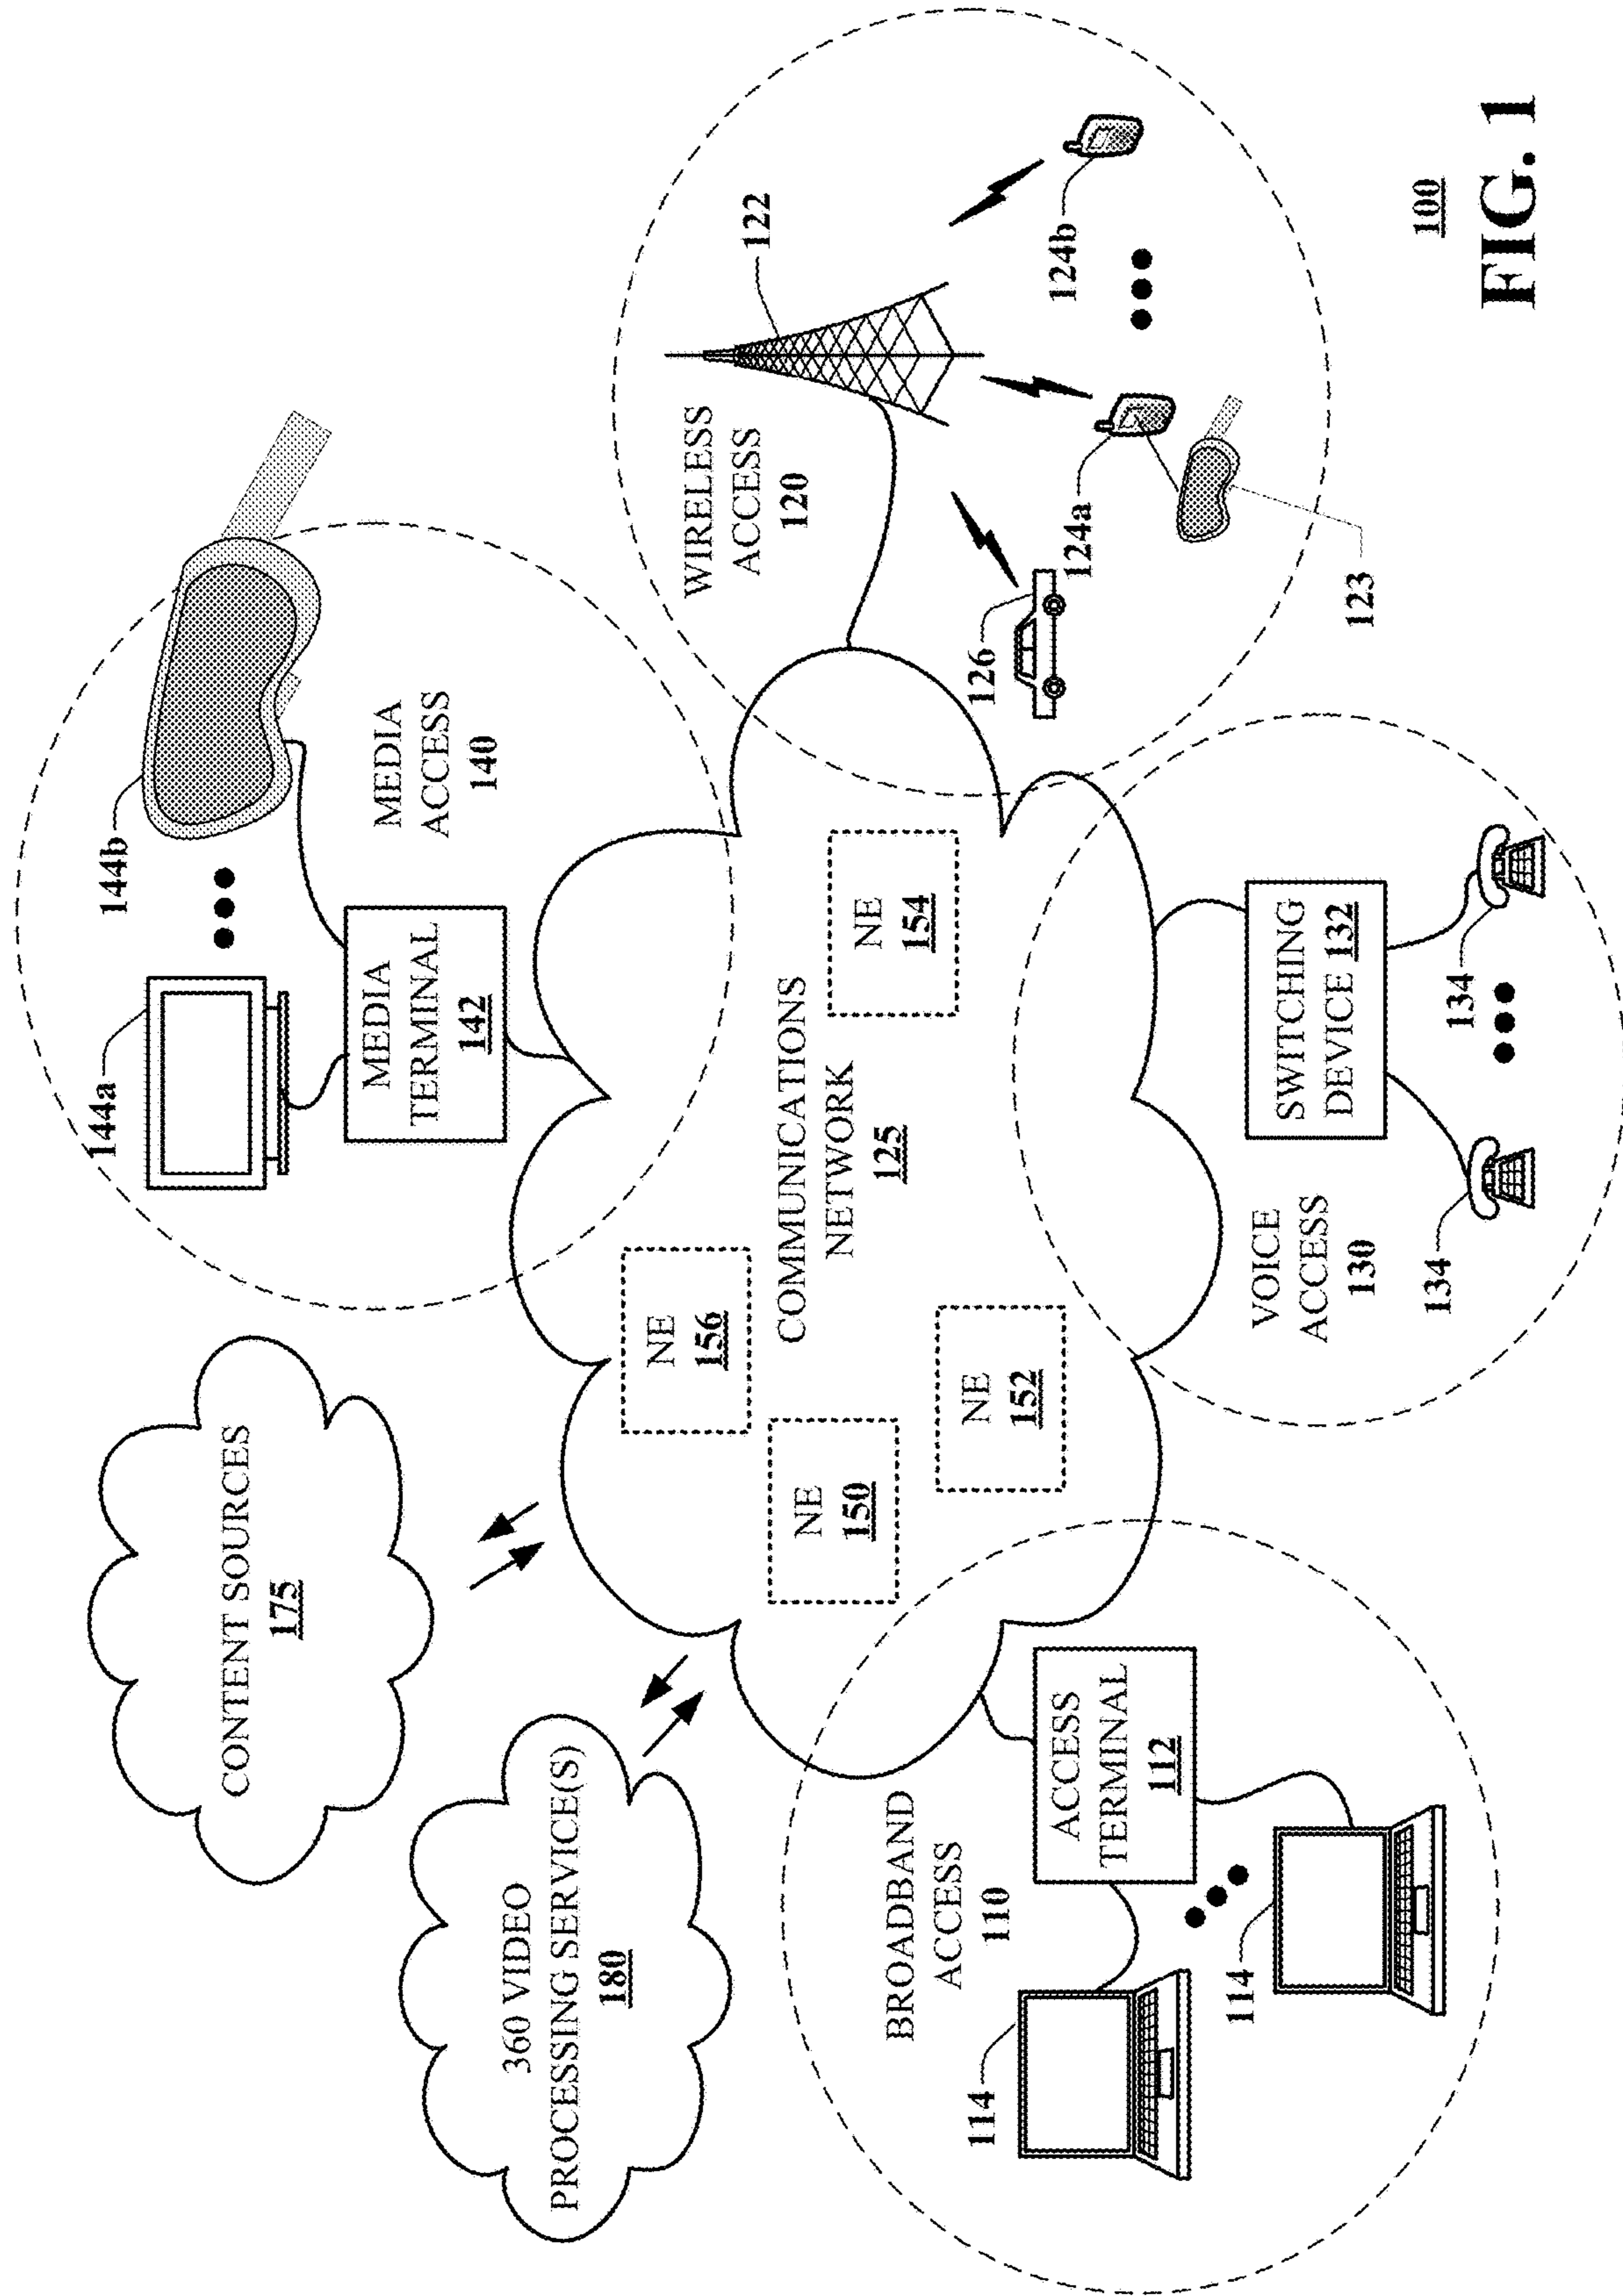 CONTENT SOURCES
175
360 VIDEO
PROCESSING SERVICE(S)
180
144a
144b
MEDIA
TERMINAL
142
MEDIA
ACCESS
140
NE
156
NE
150
NE
152
COMMUNICATIONS
NETWORK
125
NE
154
WIRELESS
ACCESS
120
122
126
124a
124b
123
BROADBAND
ACCESS
110
ACCESS
TERMINAL
112
114
114
VOICE
ACCESS
130
SWITCHING
DEVICE 132
134
134
100
FIG. 1